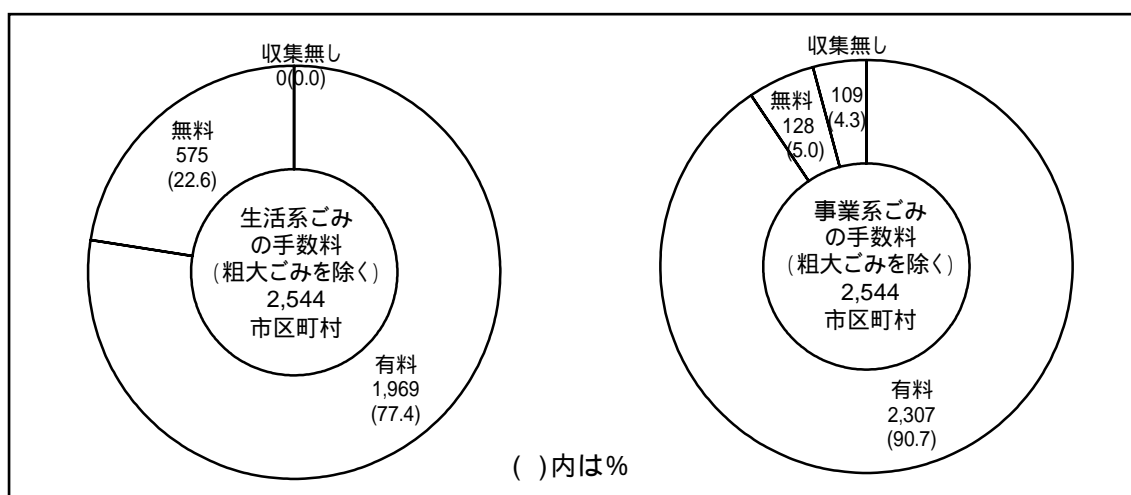 収集無し
0(0.0)
無料
575
(22.6)
生活系ごみ
の手数料
(粗大ごみを除く)
2,544
市区町村
有料
1,969
(77.4)
収集無し
109
(4.3)
無料
128
(5.0)
事業系ごみ
の手数料
(粗大ごみを除く)
2,544
市区町村
有料
2,307
(90.7)
( )内は%